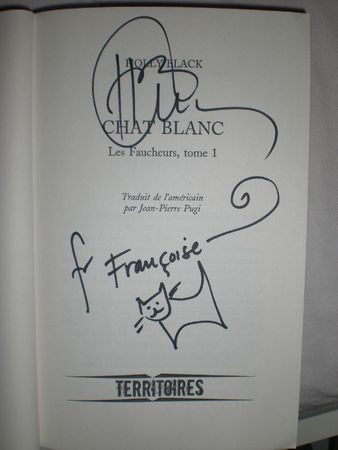 HOLLY BLACK
CHAT BLANC
Les Faucheurs, tome 1
Traduit de l'américain
par Jean-Pierre Pugi
fr Françoise
TERRITOIRES